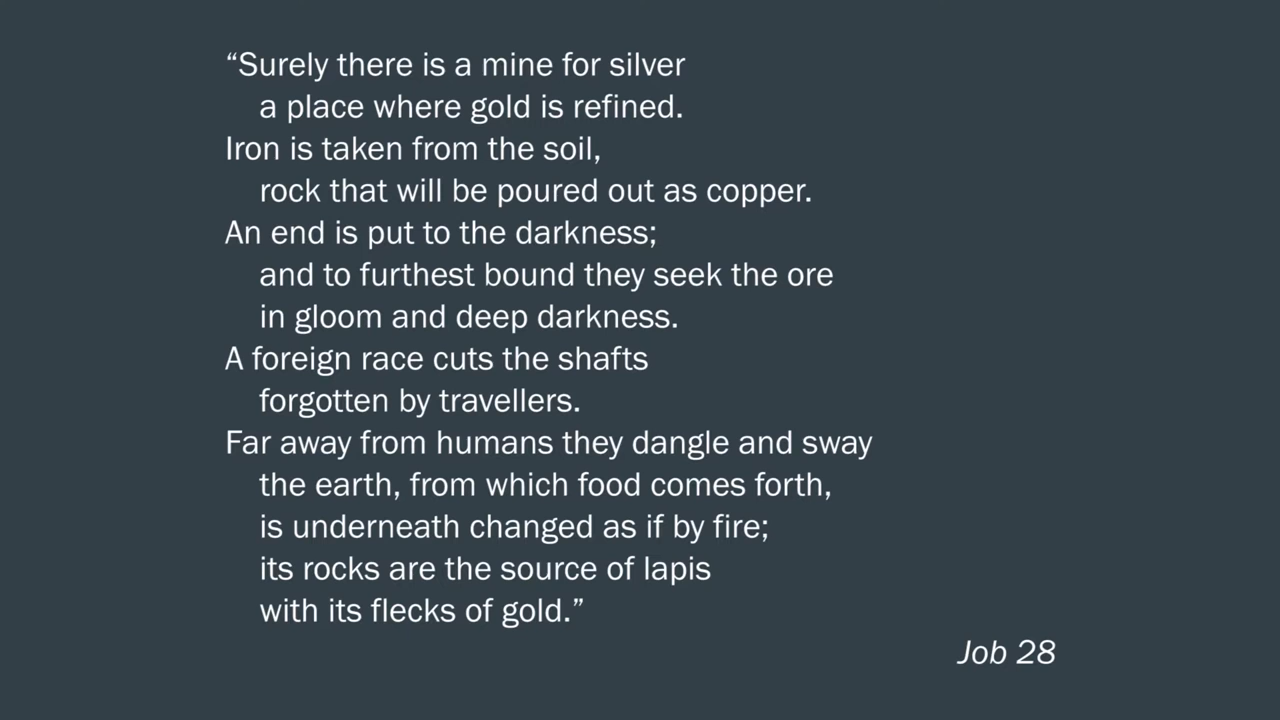 “Surely there is a mine for silver
a place where gold is refined.
Iron is taken from the soil,
rock that will be poured out as copper.
An end is put to the darkness;
and to furthest bound they seek the ore
in gloom and deep darkness.
A foreign race cuts the shafts
forgotten by travellers.
Far away from humans they dangle and sway
the earth, from which food comes forth,
is underneath changed as if by fire;
its rocks are the source of lapis
with its flecks of gold.”
Job 28